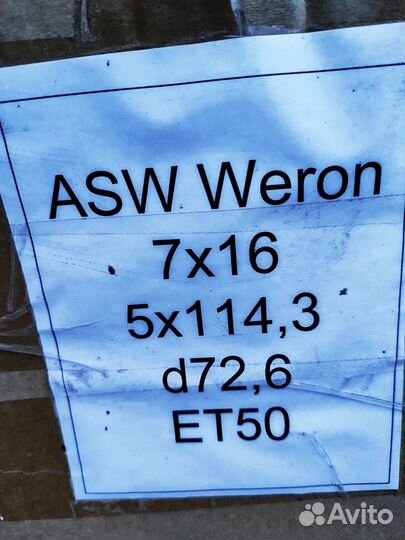 ASW Weron
7x16
5x114,3
d72,6
ET50
Avito